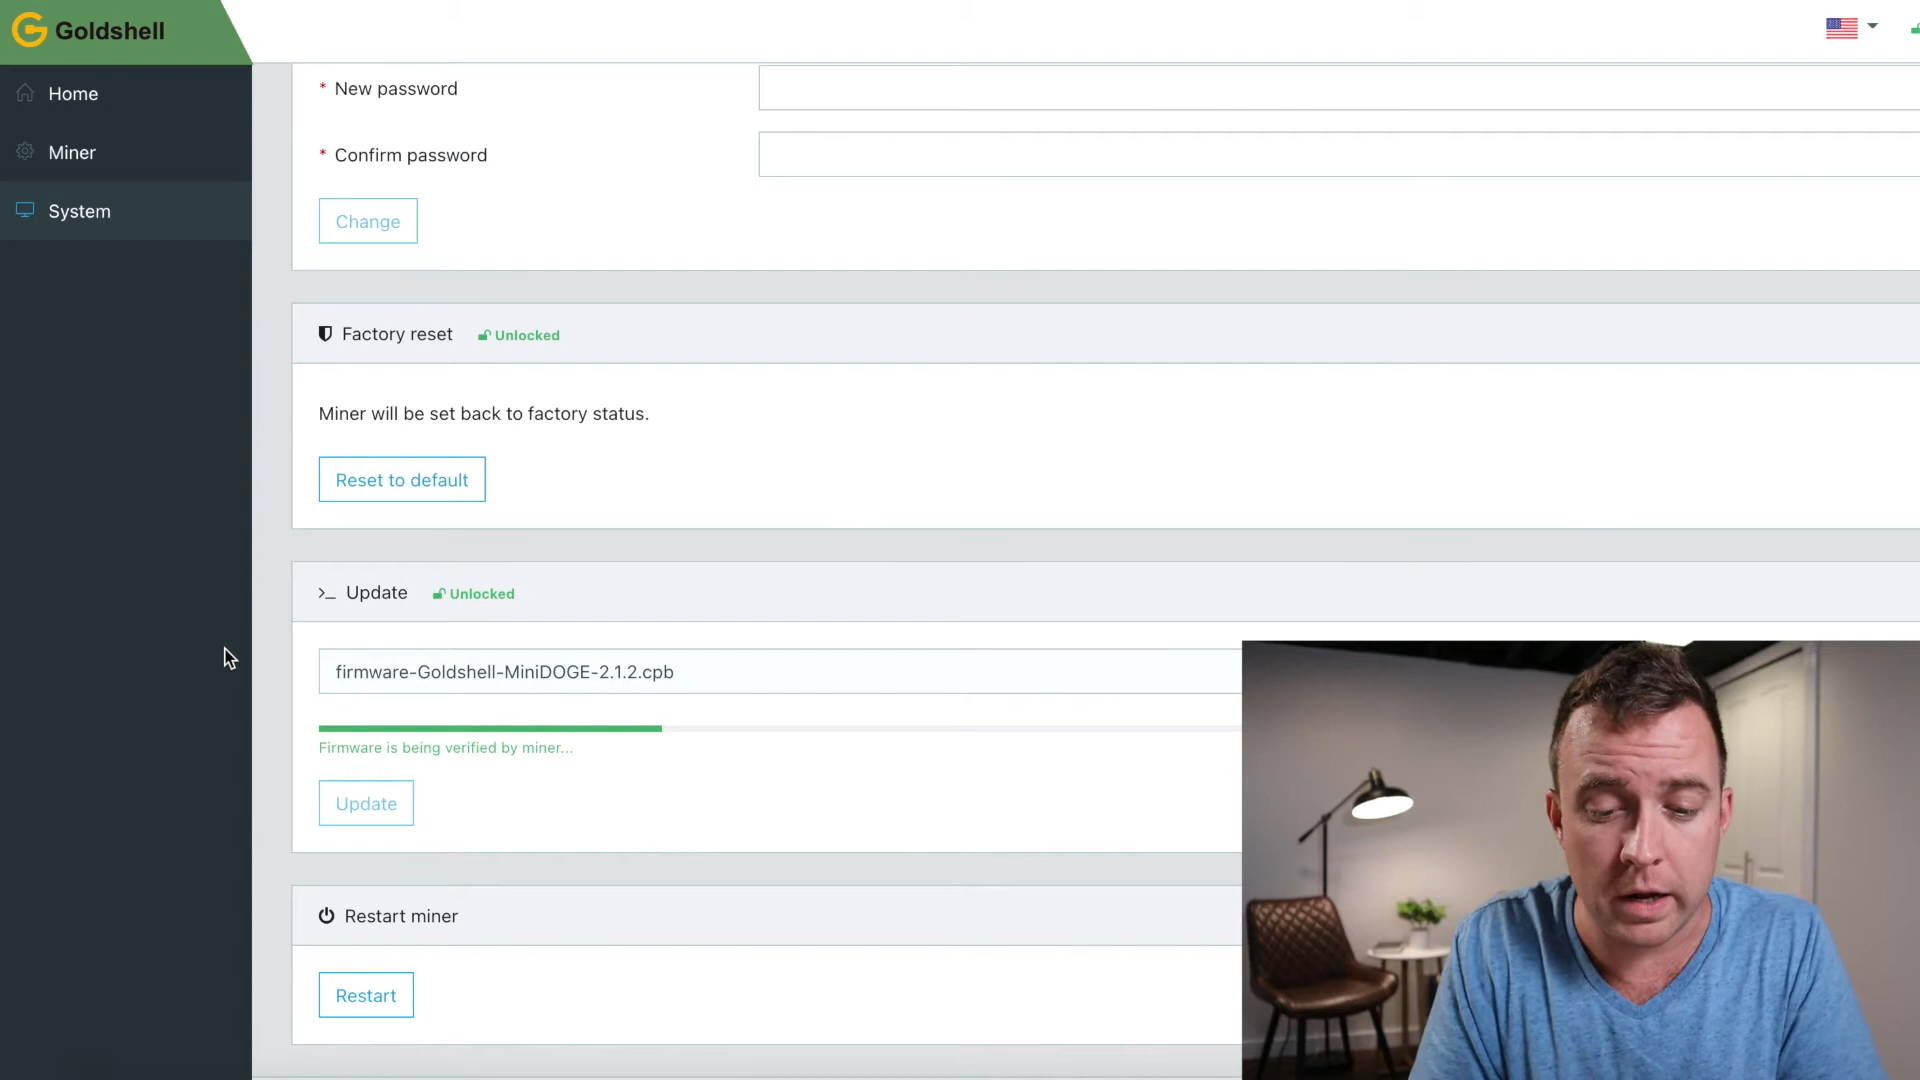 Goldshell
Home
Miner
System
* New password
* Confirm password
Change
Factory reset
Unlocked
Miner will be set back to factory status.
Reset to default
>_ Update
Unlocked
firmware-Goldshell-MiniDOGE-2.1.2.cpb
Firmware is being verified by miner...
Update
Restart miner
Restart